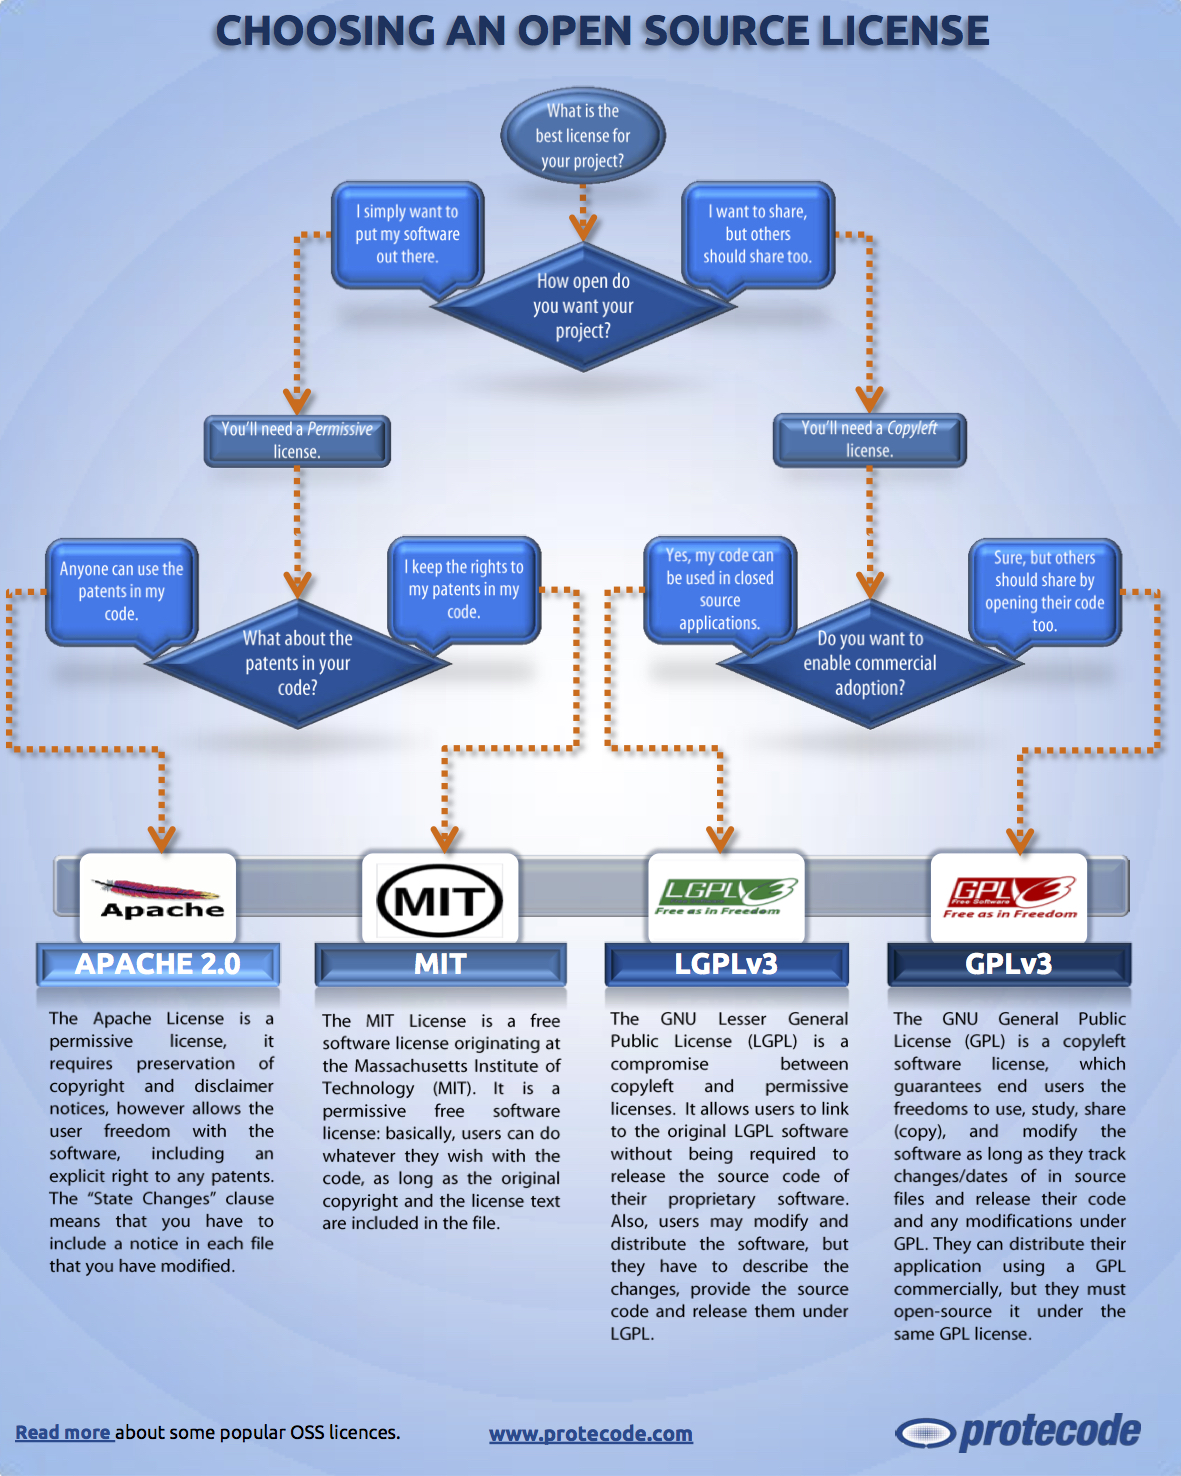 CHOOSING AN OPEN SOURCE LICENSE
What is the
best license for
your project?
I simply want to
put my software
out there.
I want to share,
but others
should share too.
How open do
you want your
project?
You'll need a Permissive
license.
You'll need a Copyleft
license.
Anyone can use the
patents in my
code.
I keep the rights to
my patents in my
code.
What about the
patents in your
code?
Yes, my code can
be used in closed
source
applications.
Sure, but others
should share by
opening their code
too.
Do you want to
enable commercial
adoption?
Apache
MIT
LGPLV3
Free as in Freedom
GPLV3
Free Software
Free as in Freedom
APACHE 2.0
The Apache License is a
permissive license, it
requires preservation of
copyright and disclaimer
notices, however allows the
user freedom with the
software, including an
explicit right to any patents.
The “State Changes” clause
means that you have to
include a notice in each file
that you have modified.
MIT
The MIT License is a free
software license originating at
the Massachusetts Institute of
Technology (MIT). It is a
permissive free software
license: basically, users can do
whatever they wish with the
code, as long as the original
copyright and the license text
are included in the file.
LGPLv3
The GNU Lesser General
Public License (LGPL) is a
compromise between
copyleft and permissive
licenses. It allows users to link
to the original LGPL software
without being required to
release the source code of
their proprietary software.
Also, users may modify and
distribute the software, but
they have to describe the
changes, provide the source
code and release them under
LGPL.
GPLv3
The GNU General Public
License (GPL) is a copyleft
software license, which
guarantees end users the
freedoms to use, study, share
(copy), and modify the
software as long as they track
changes/dates of in source
files and release their code
and any modifications under
GPL. They can distribute their
application using a GPL
commercially, but they must
open-source it under the
same GPL license.
Read more about some popular OSS licences.
www.protecode.com
protecode